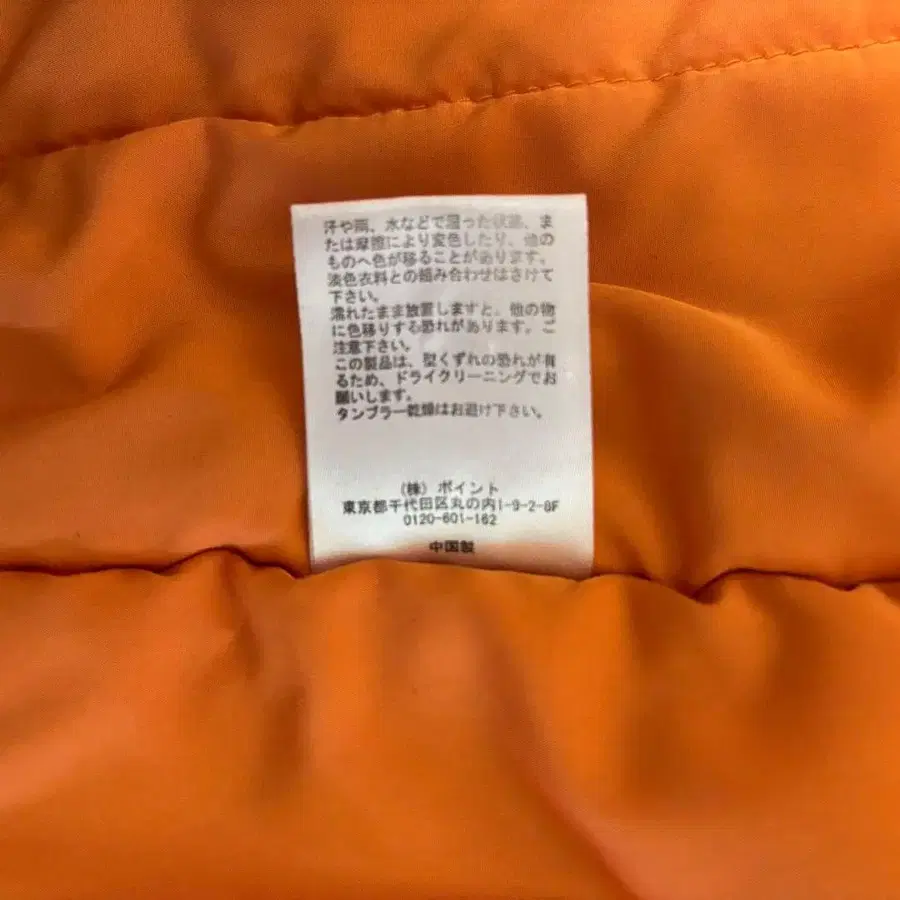 汗や雨、水などで湿った状態、ま
たは摩擦により変色したり、他の
ものへ色が移ることがあります。
淡色衣料との組み合わせはさけて
下さい。
濡れたまま放置しますと、他の物
に色移りする恐れがあります。ご
注意下さい。
この製品は、型くずれの恐れが有
るため、ドライクリーニングでお
願いします。
タンブラー乾燥はお避け下さい。
（株）ポイント
東京都千代田区丸の内1-9-2-8F
0120-601-162
中国製